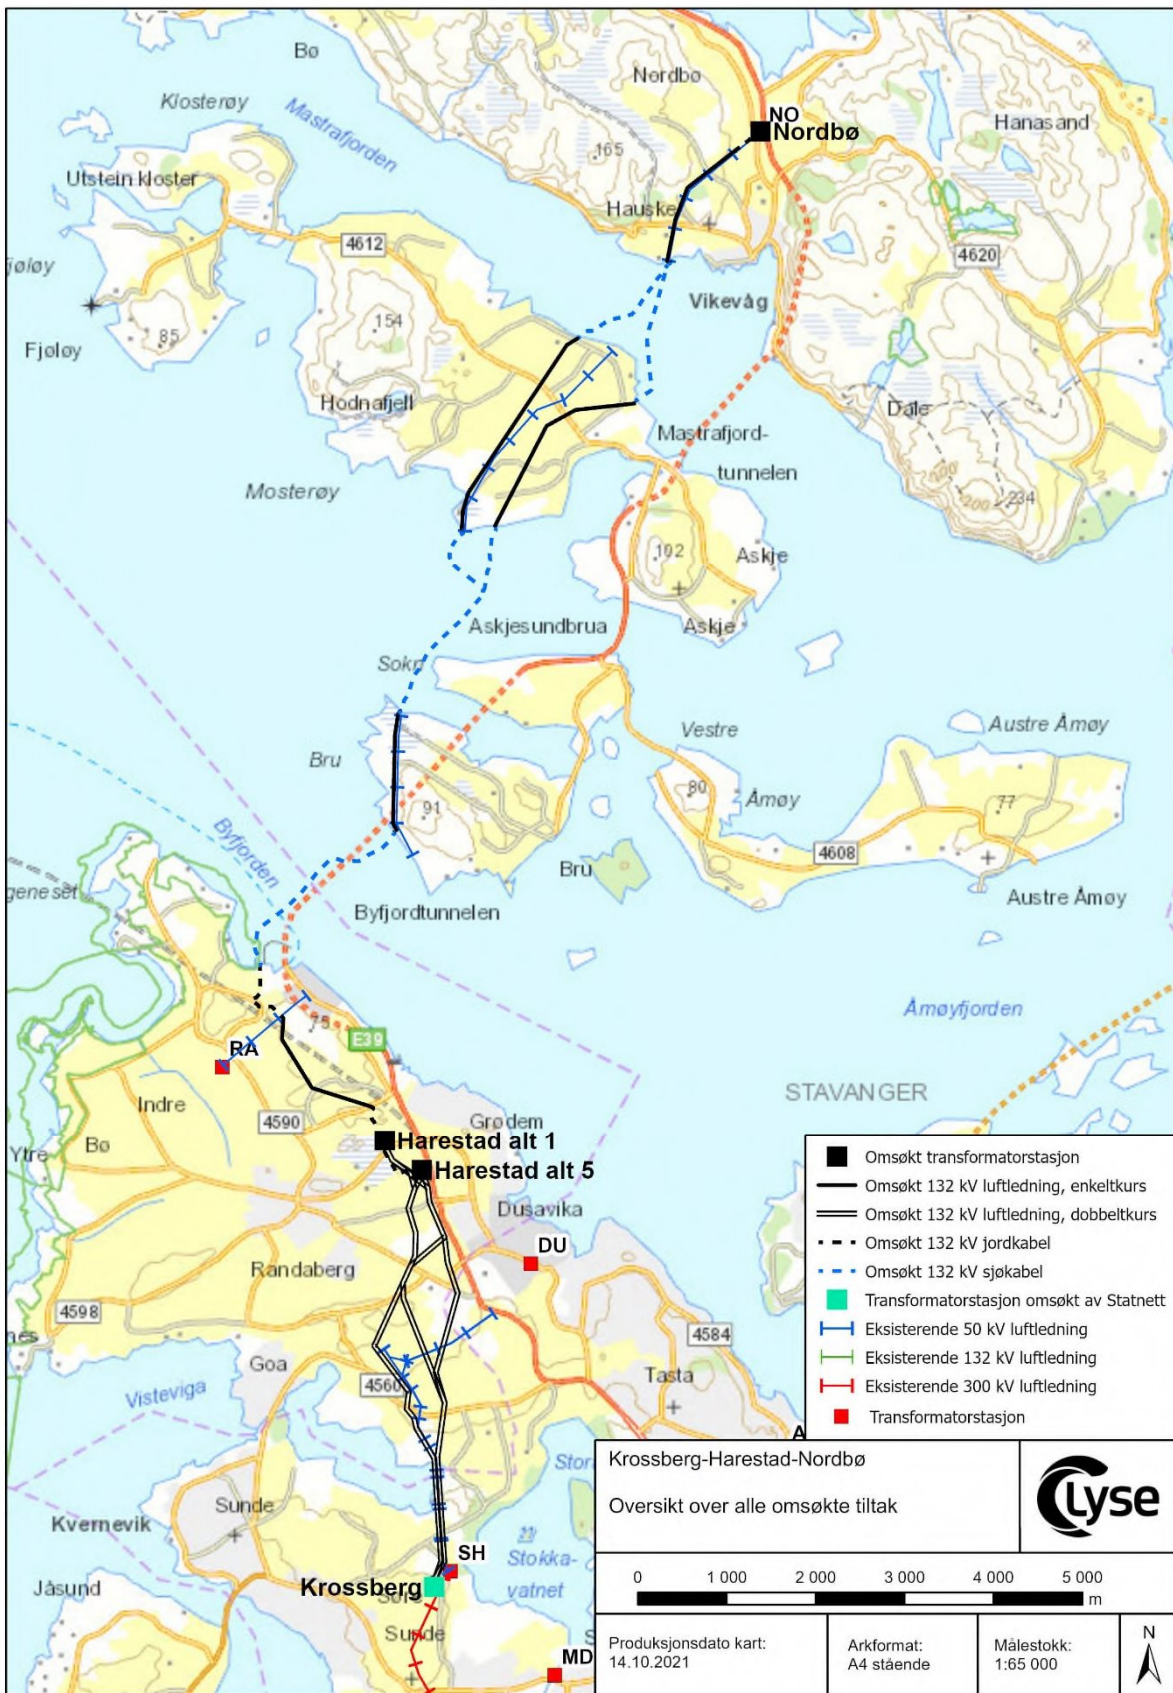 Bø
Nordbø
Klosterøy
Mastrafjorden
NO
Nordbø
Hanasand
165
Utstein kloster
Hauske
4612
4620
Vikevåg
154
85
Fjøløy
Hodnafjell
Dale
Mastrafjord-
tunnelen
Mosterøy
200
234
102
Askje
Askjesundbrua
Askje
Vestre
Austre Åmøy
Bru
80
Åmøy
77
91
Byfjorden
4608
Bru
Austre Åmøy
Byfjordtunnelen
Åmøyfjorden
75
E39
RA
STAVANGER
Indre
4590
Grødem
Bø
Ytre
Harestad alt 1
Harestad alt 5
Dusavika
DU
Randaberg
4598
4584
Goa
4560
Tasta
Visteviga
A
Sunde
Kvernevik
SH
Stokka-
vatnet
Krossberg
Jåsund
Sunde
MD
Omsøkt transformatorstasjon
Omsøkt 132 kV luftledning, enkeltkurs
Omsøkt 132 kV luftledning, dobbeltkurs
Omsøkt 132 kV jordkabel
Omsøkt 132 kV sjøkabel
Transformatorstasjon omsøkt av Statnett
Eksisterende 50 kV luftledning
Eksisterende 132 kV luftledning
Eksisterende 300 kV luftledning
Transformatorstasjon
Krossberg-Harestad-Nordbø
Oversikt over alle omsøkte tiltak
Lyse
0 1 000 2 000 3 000 4 000 5 000
m
Produksjonsdato kart:
14.10.2021
Arkformat:
A4 stående
Målestokk:
1:65 000
N